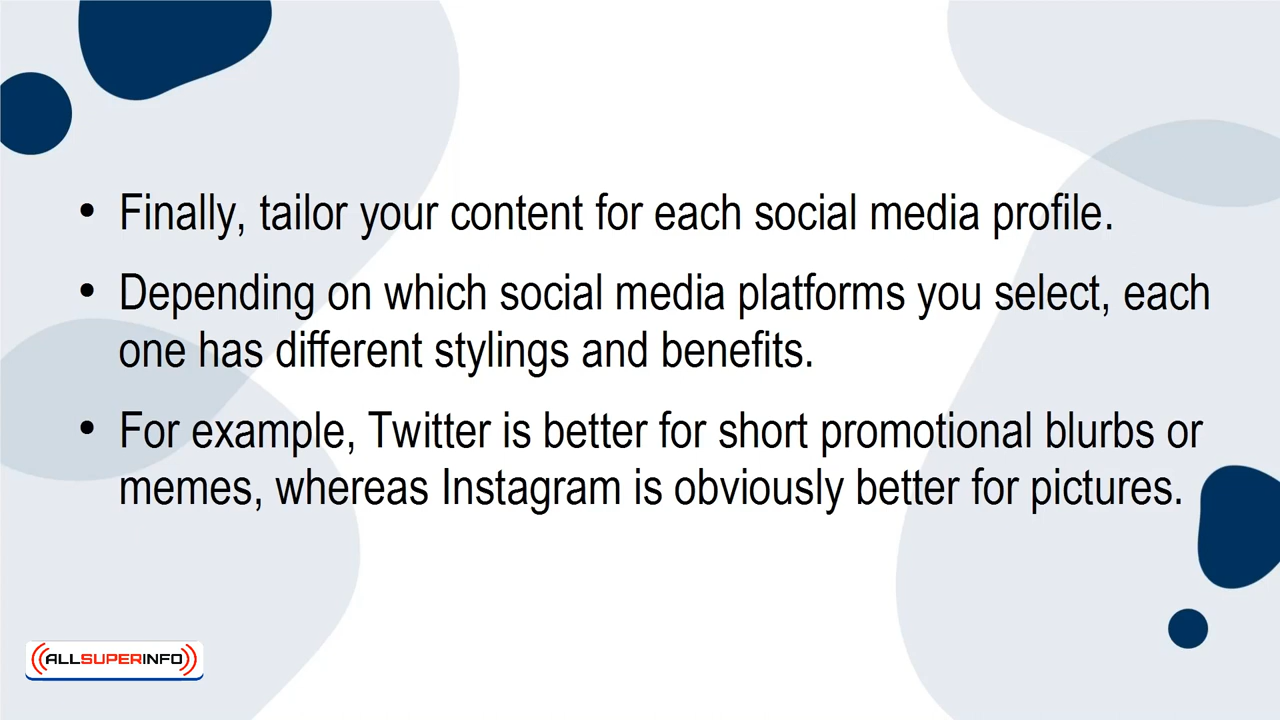 • Finally, tailor your content for each social media profile.
• Depending on which social media platforms you select, each
one has different stylings and benefits.
• For example, Twitter is better for short promotional blurbs or
memes, whereas Instagram is obviously better for pictures.
ALLSUPERINFO